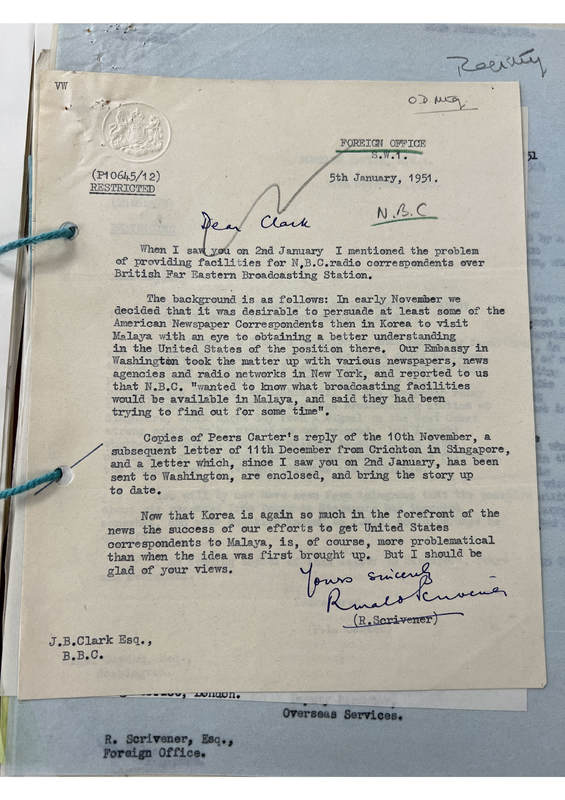 Registry
VW
O.D. Mtg.
FOREIGN OFFICE
S.W.1.
51
(P10645/12)
RESTRICTED
5th January, 1951.
N.B.C
Dear Clark
When I saw you on 2nd January I mentioned the problem
of providing facilities for N.B.C.radio correspondents over
British Far Eastern Broadcasting Station.
The background is as follows: In early November we
decided that it was desirable to persuade at least some of the
American Newspaper Correspondents then in Korea to visit
Malaya with an eye to obtaining a better understanding
in the United States of the position there. Our Embassy in
Washington took the matter up with various newspapers, news
agencies and radio networks in New York, and reported to us
that N.B.C. "wanted to know what broadcasting facilities
would be available in Malaya, and said they had been
trying to find out for some time".
Copies of Peers Carter's reply of the 10th November, a
subsequent letter of 11th December from Crichton in Singapore,
and a letter which, since I saw you on 2nd January, has been
sent to Washington, are enclosed, and bring the story up
to date.
Now that Korea is again so much in the forefront of
the news the success of our efforts to get United States
correspondents to Malaya, is, of course, more problematical
than when the idea was first brought up. But I should be
glad of your views.
Yours sincerely
Ronald Scrivener
(R.Scrivener)
J.B.Clark Esq.,
B.B.C.
London.
Overseas Services.
R. Scrivener, Esq.,
Foreign Office.